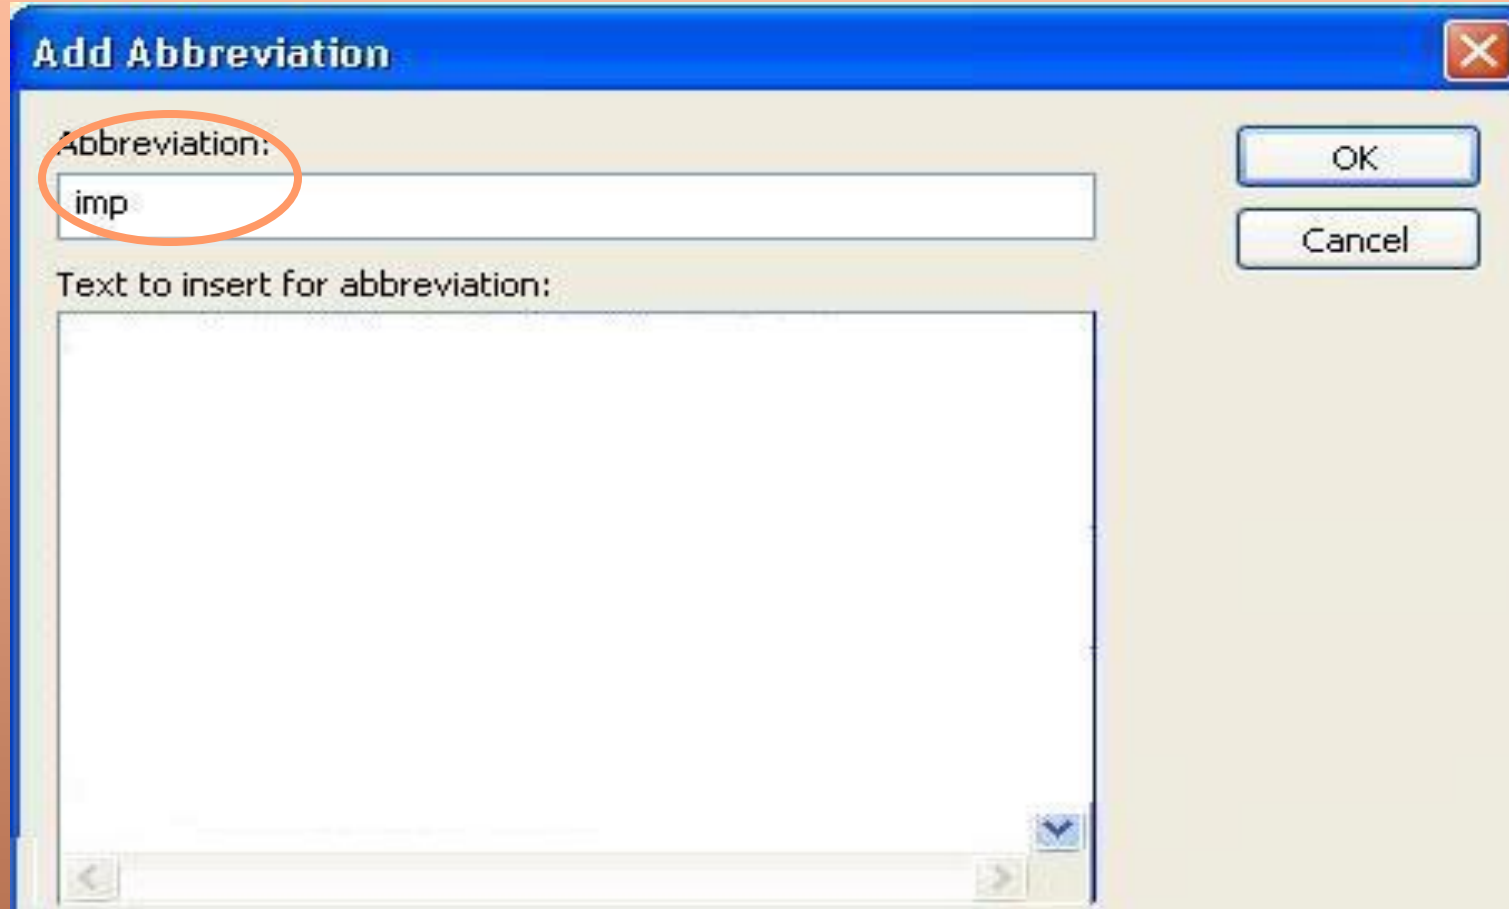 Add Abbreviation
Abbreviation:
OK
imp
Cancel
Text to insert for abbreviation: